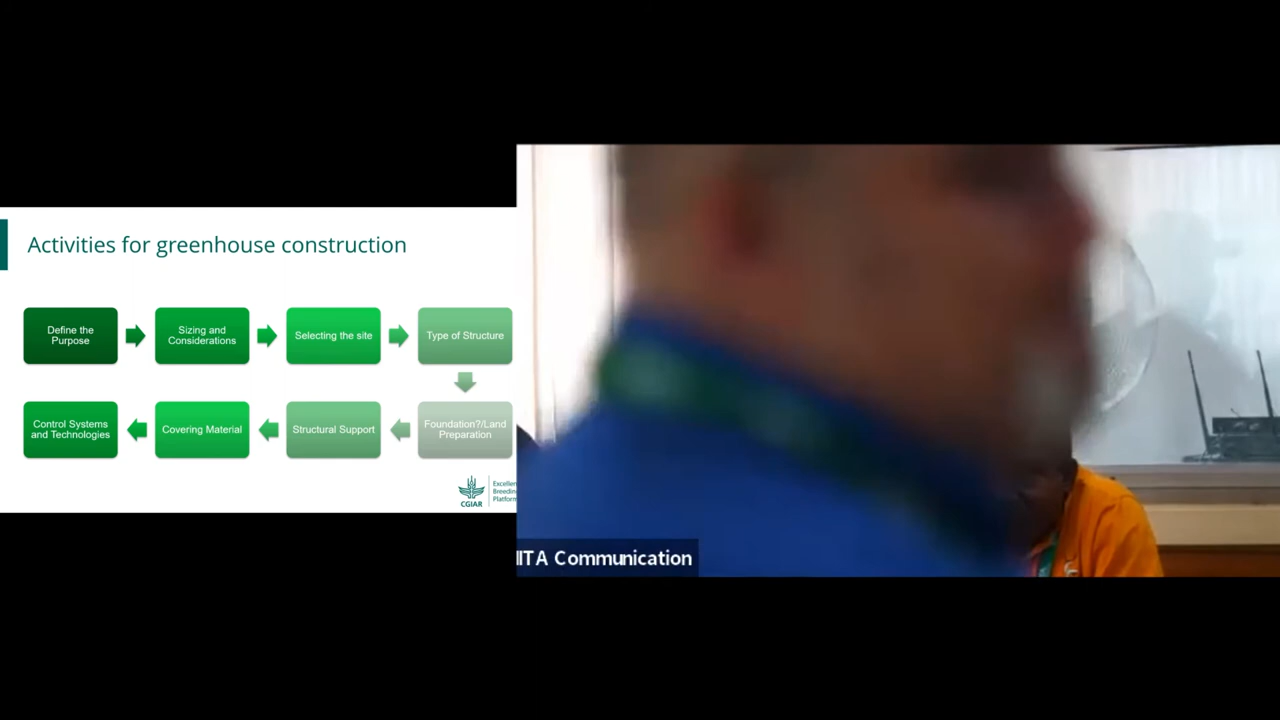 Activities for greenhouse construction
Define the
Purpose
Sizing and
Considerations
Selecting the site
Type of Structure
Control Systems
and Technologies
Covering Material
Structural Support
Foundation?/Land
Preparation
CGIAR
Excellen
Breeding
Platform
IITA Communication